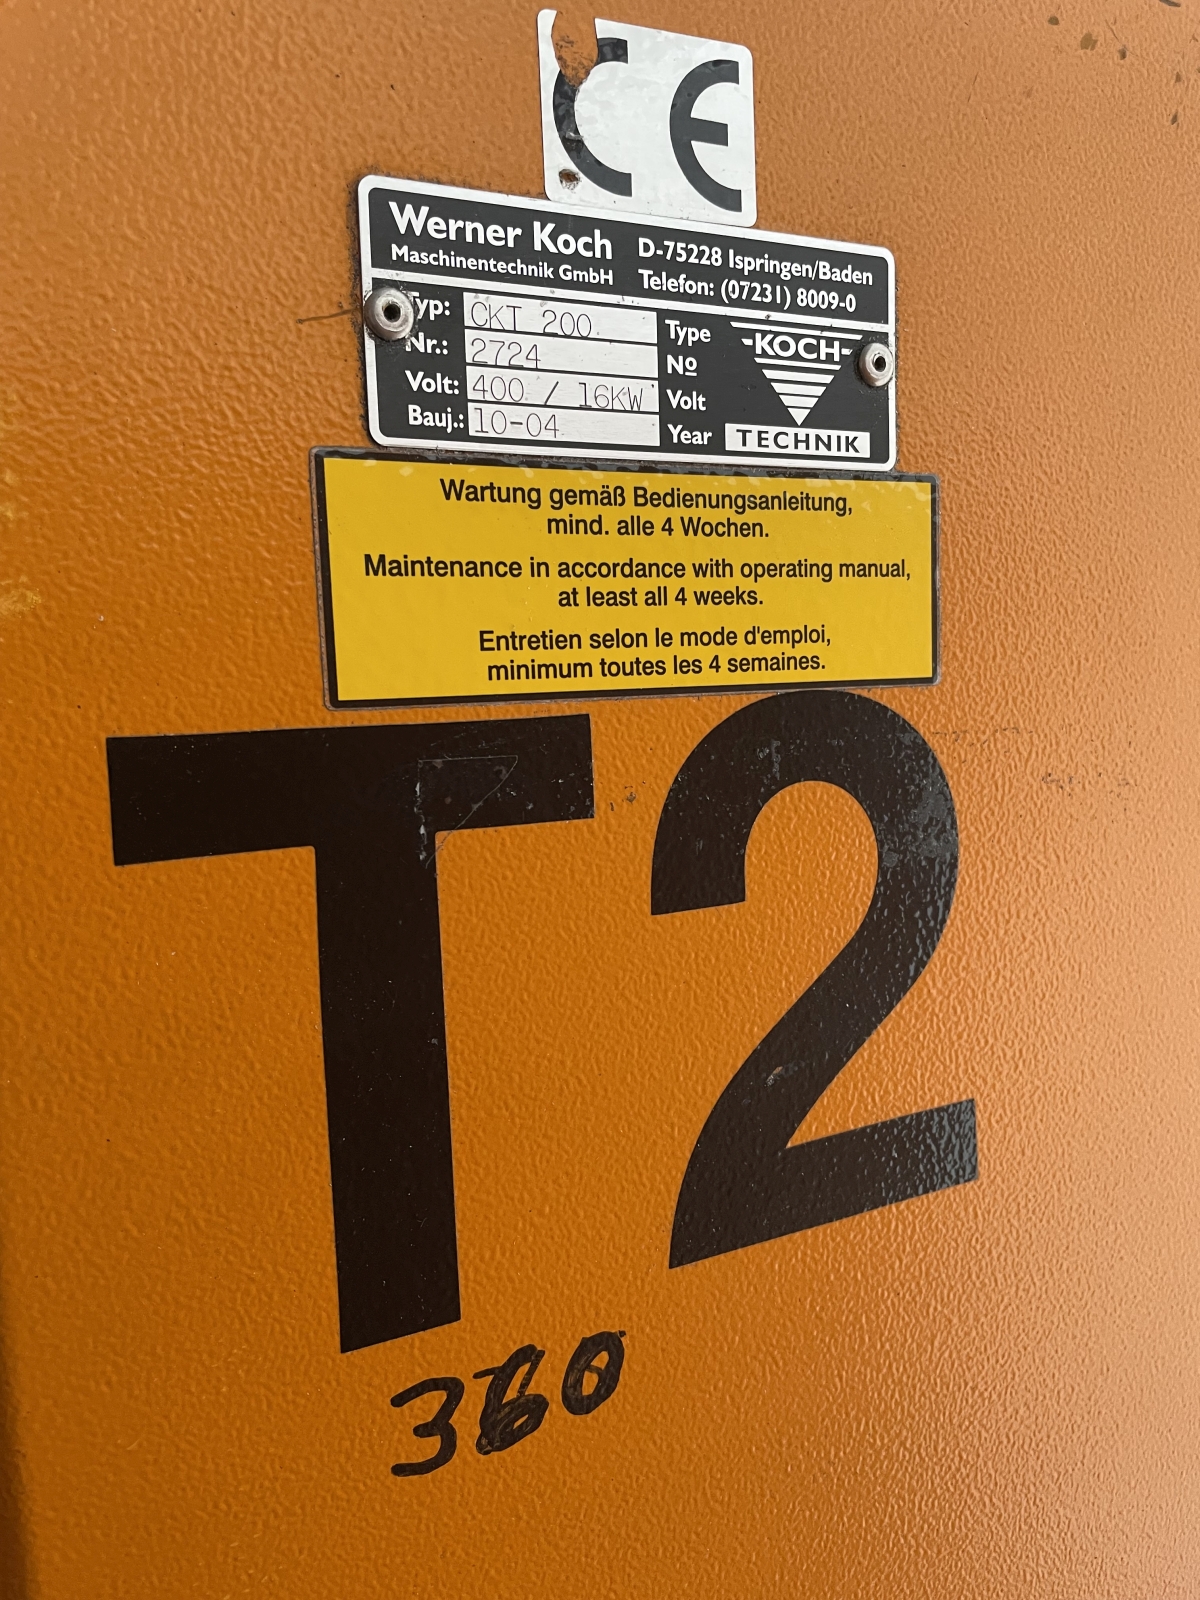 CE
Werner Koch
Maschinentechnik GmbH
D-75228 Ispringen/Baden
Telefon: (07231) 8009-0
Typ: CKT 200 Type
Nr.: 2724 Nº
Volt: 400 / 16KW Volt
Bauj.: 10-04 Year
-KOCH-
TECHNIK
Wartung gemäß Bedienungsanleitung,
mind. alle 4 Wochen.
Maintenance in accordance with operating manual,
at least all 4 weeks.
Entretien selon le mode d'emploi,
minimum toutes les 4 semaines.
T2
360